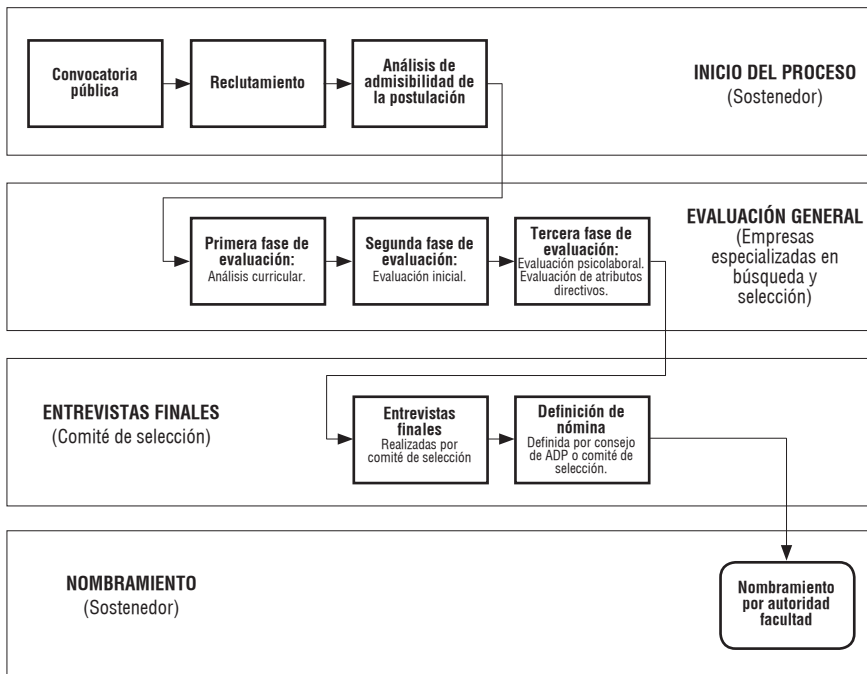 Convocatoria
pública
Reclutamiento
Análisis de
admisibilidad de
la postulación
INICIO DEL PROCESO
(Sostenedor)
Primera fase de
evaluación:
Análisis curricular.
Segunda fase de
evaluación:
Evaluación inicial.
Tercera fase de
evaluación:
Evaluación psicolaboral.
Evaluación de atributos
directivos.
EVALUACIÓN GENERAL
(Empresas
especializadas en
búsqueda y
selección)
ENTREVISTAS FINALES
(Comité de selección)
Entrevistas
finales
Realizadas por
comité de selección
Definición de
nómina
Definida por consejo
de ADP o comité de
selección.
NOMBRAMIENTO
(Sostenedor)
Nombramiento
por autoridad
facultad